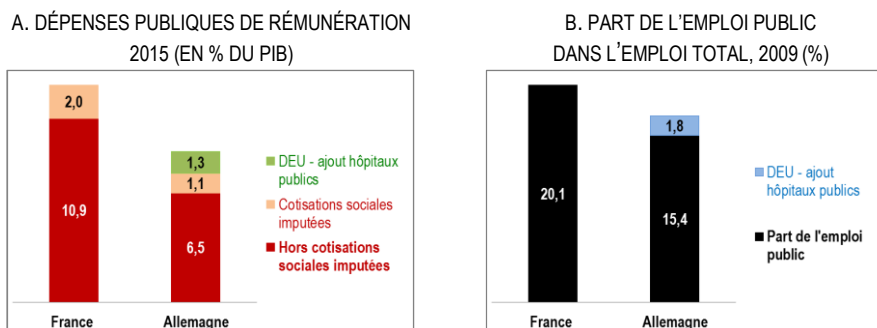 A. DÉPENSES PUBLIQUES DE RÉMUNÉRATION
2015 (EN % DU PIB)
2,0
10,9
1,3
1,1
6,5
DEU - ajout hôpitaux
publics
Cotisations sociales
imputées
Hors cotisations
sociales imputées
France
Allemagne
B. PART DE L'EMPLOI PUBLIC
DANS L'EMPLOI TOTAL, 2009 (%)
20,1
1,8
15,4
DEU - ajout
hôpitaux publics
Part de l'emploi
public
France
Allemagne